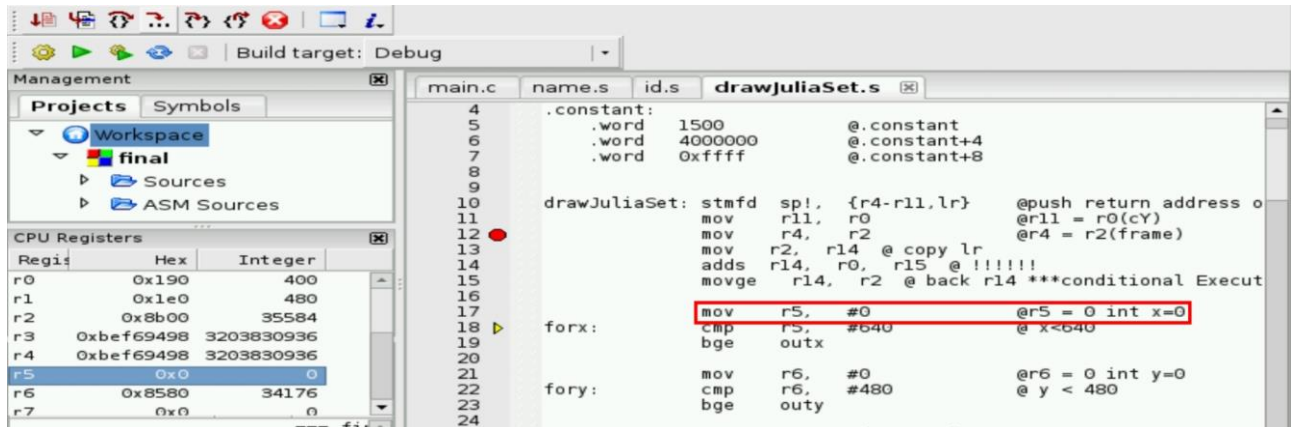 Build target: Debug
Management
Projects Symbols
Workspace
final
Sources
ASM Sources
CPU Registers
Regis Hex Integer
r0 0x190 400
r1 0x1e0 480
r2 0x8b00 35584
r3 0xbef69498 3203830936
r4 0xbef69498 3203830936
r5 0x0 0
r6 0x8580 34176
r7 0x0 0
main.c name.s id.s drawJuliaSet.s
4 .constant:
5 .word 1500 @.constant
6 .word 4000000 @.constant+4
7 .word 0xffff @.constant+8
8
9
10 drawJuliaSet: stmfd sp!, {r4-r11,lr} @push return address o
11 mov r11, r0 @r11 = r0(cY)
12 mov r4, r2 @r4 = r2(frame)
13 mov r2, r14 @ copy lr
14 adds r14, r0, r15 @ !!!!!!
15 movge r14, r2 @ back r14 ***conditional Execut
16
17 mov r5, #0 @r5 = 0 int x=0
18 forx: cmp r5, #640 @ x<640
19 bge outx
20
21 mov r6, #0 @r6 = 0 int y=0
22 fory: cmp r6, #480 @ y < 480
23 bge outy
24